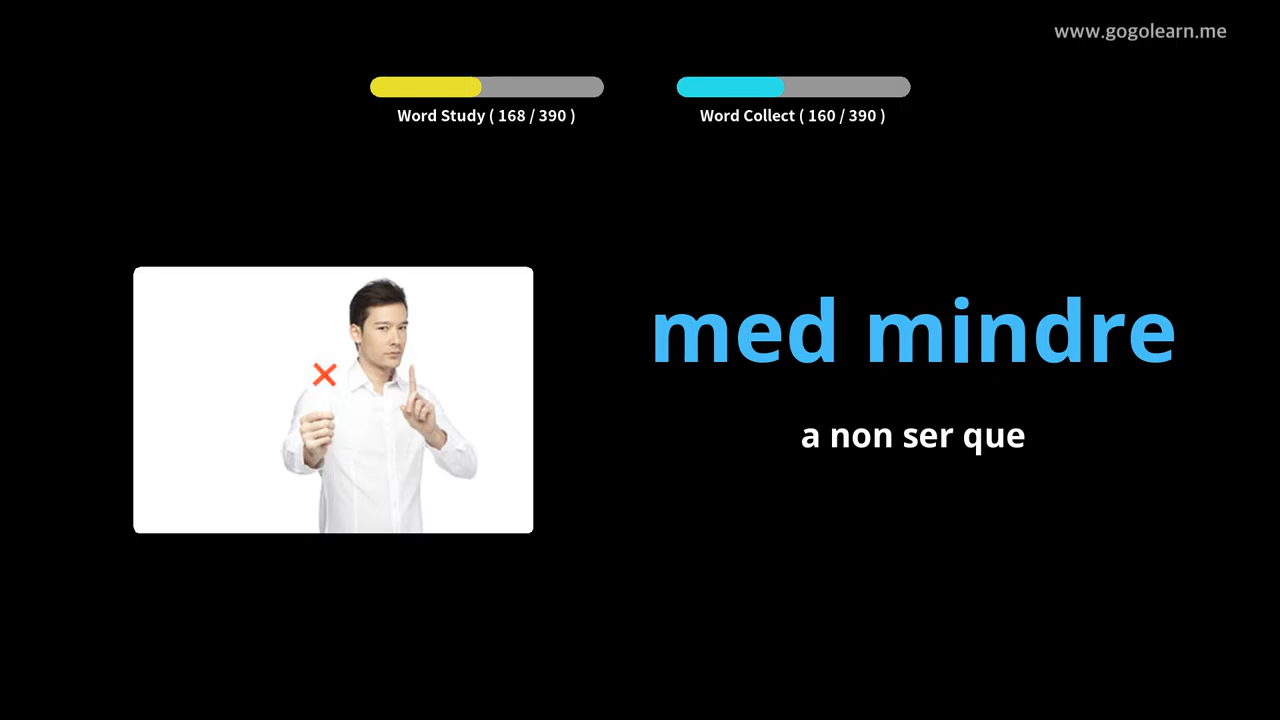 www.gogolearn.me
Word Study ( 168 / 390 )
Word Collect ( 160 / 390 )
med mindre
a non ser que